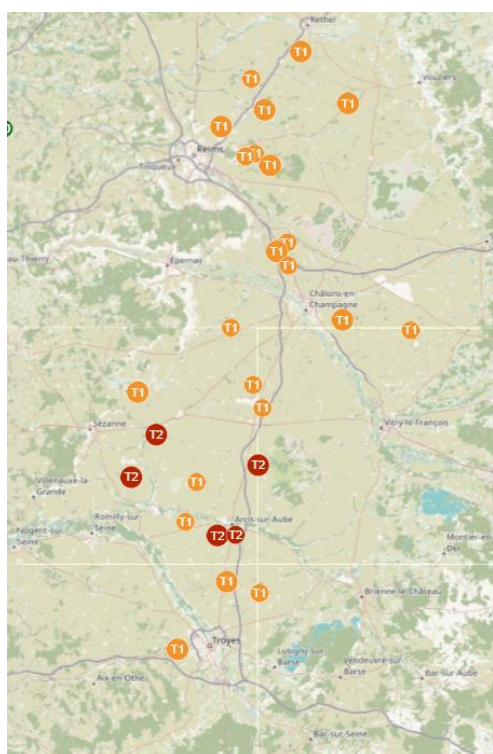 Rethel
T1
T1
Vouziers
T1
T1
T1
Reims
T1
T1
T1
Tinqueux
T1
T1
Epernay
T1
au-Thierry
Châlons-en-
Champagne
T1
T1
T1
T1
T1
T1
Sézanne
Vitry-le-François
T2
T2
T2
Villenauxe-la-
Grande
T1
Romilly-sur-
Seine
T1
Arcis-sur-Aube
Nogent-sur-
Seine
T2
T2
Montier-en-
Der
T1
T1
Brienne-le-Château
Troyes
T1
Lusigny-sur-
Barse
Vendeuvre-sur-
Barse
Aix-en-Othe
Bar-sur-Aube
Bar-sur-Seine